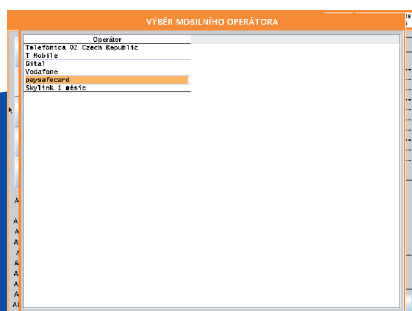 VÝBĚR MOBILNÍHO OPERÁTORA
Operátor
Telefónica O2 Czech Republic
T Mobile
Gital
Vodafone
paysafecard
Skylink 1 měsíc